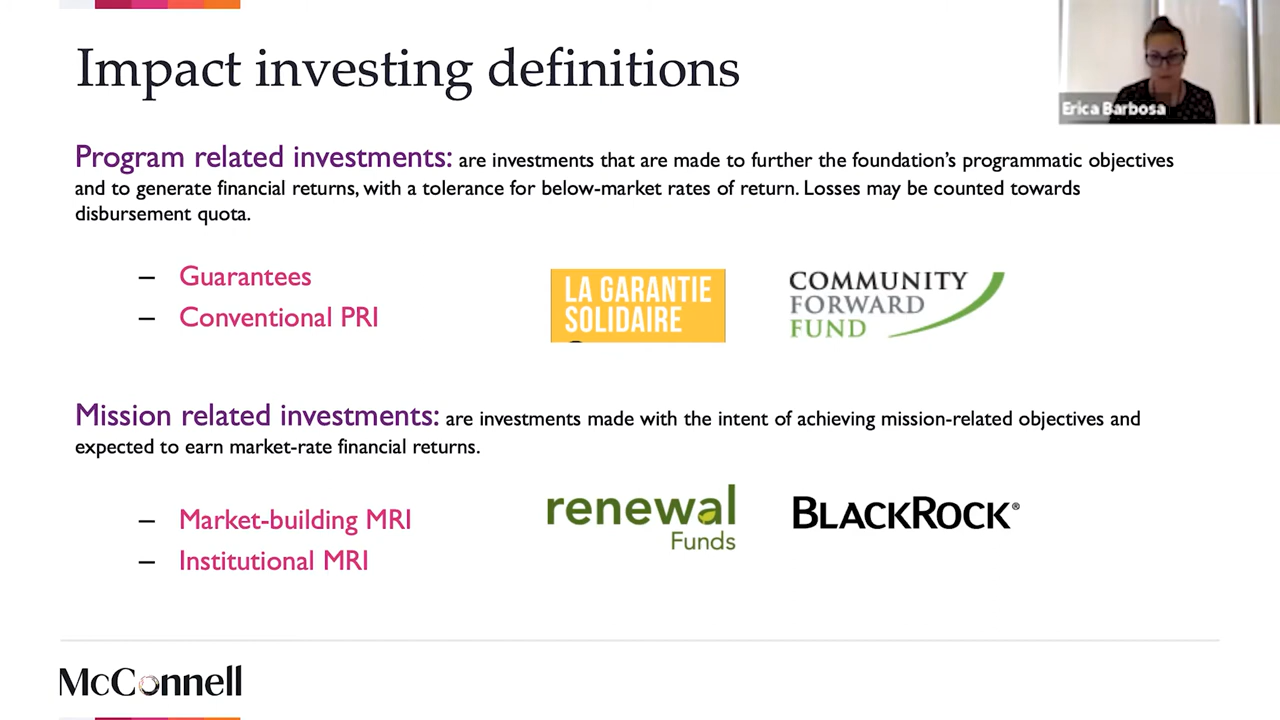 Impact investing definitions
Erica Barbosa
Program related investments: are investments that are made to further the foundation’s programmatic objectives
and to generate financial returns, with a tolerance for below-market rates of return. Losses may be counted towards
disbursement quota.
– Guarantees
– Conventional PRI
LA GARANTIE
SOLIDAIRE
COMMUNITY
FORWARD
FUND
Mission related investments: are investments made with the intent of achieving mission-related objectives and
expected to earn market-rate financial returns.
– Market-building MRI
– Institutional MRI
renewal
Funds
BLACKROCK®
McConnell